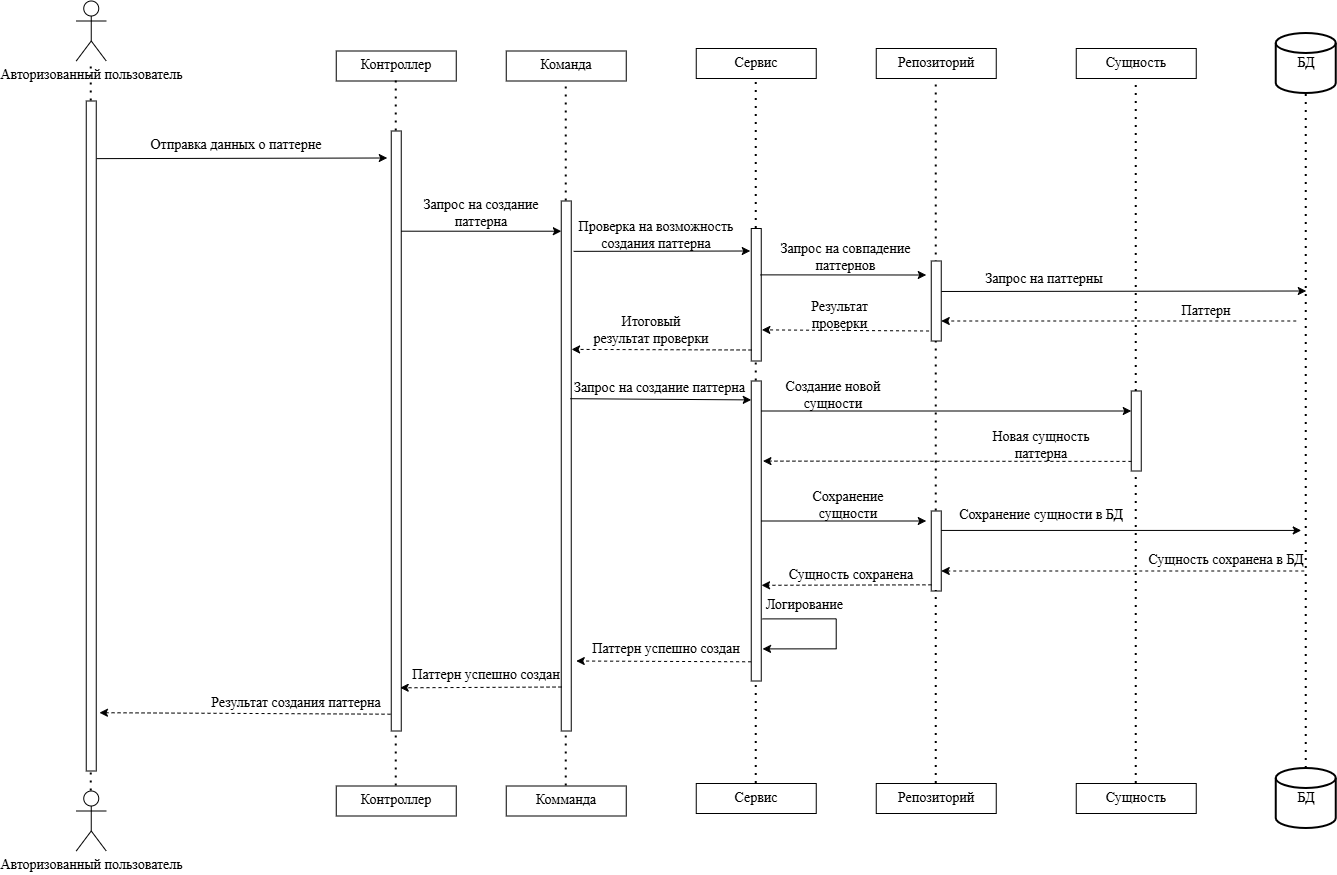 Авторизованный пользователь
Контроллер
Команда
Сервис
Репозиторий
Сущность
БД
Отправка данных о паттерне
Запрос на создание
паттерна
Проверка на возможность
создания паттерна
Запрос на совпадение
паттернов
Запрос на паттерны
Паттерн
Результат
проверки
Итоговый
результат проверки
Запрос на создание паттерна
Создание новой
сущности
Новая сущность
паттерна
Сохранение
сущности
Сохранение сущности в БД
Сущность сохранена в БД
Сущность сохранена
Логирование
Паттерн успешно создан
Паттерн успешно создан
Результат создания паттерна
Контроллер
Комманда
Сервис
Репозиторий
Сущность
БД
Авторизованный пользователь